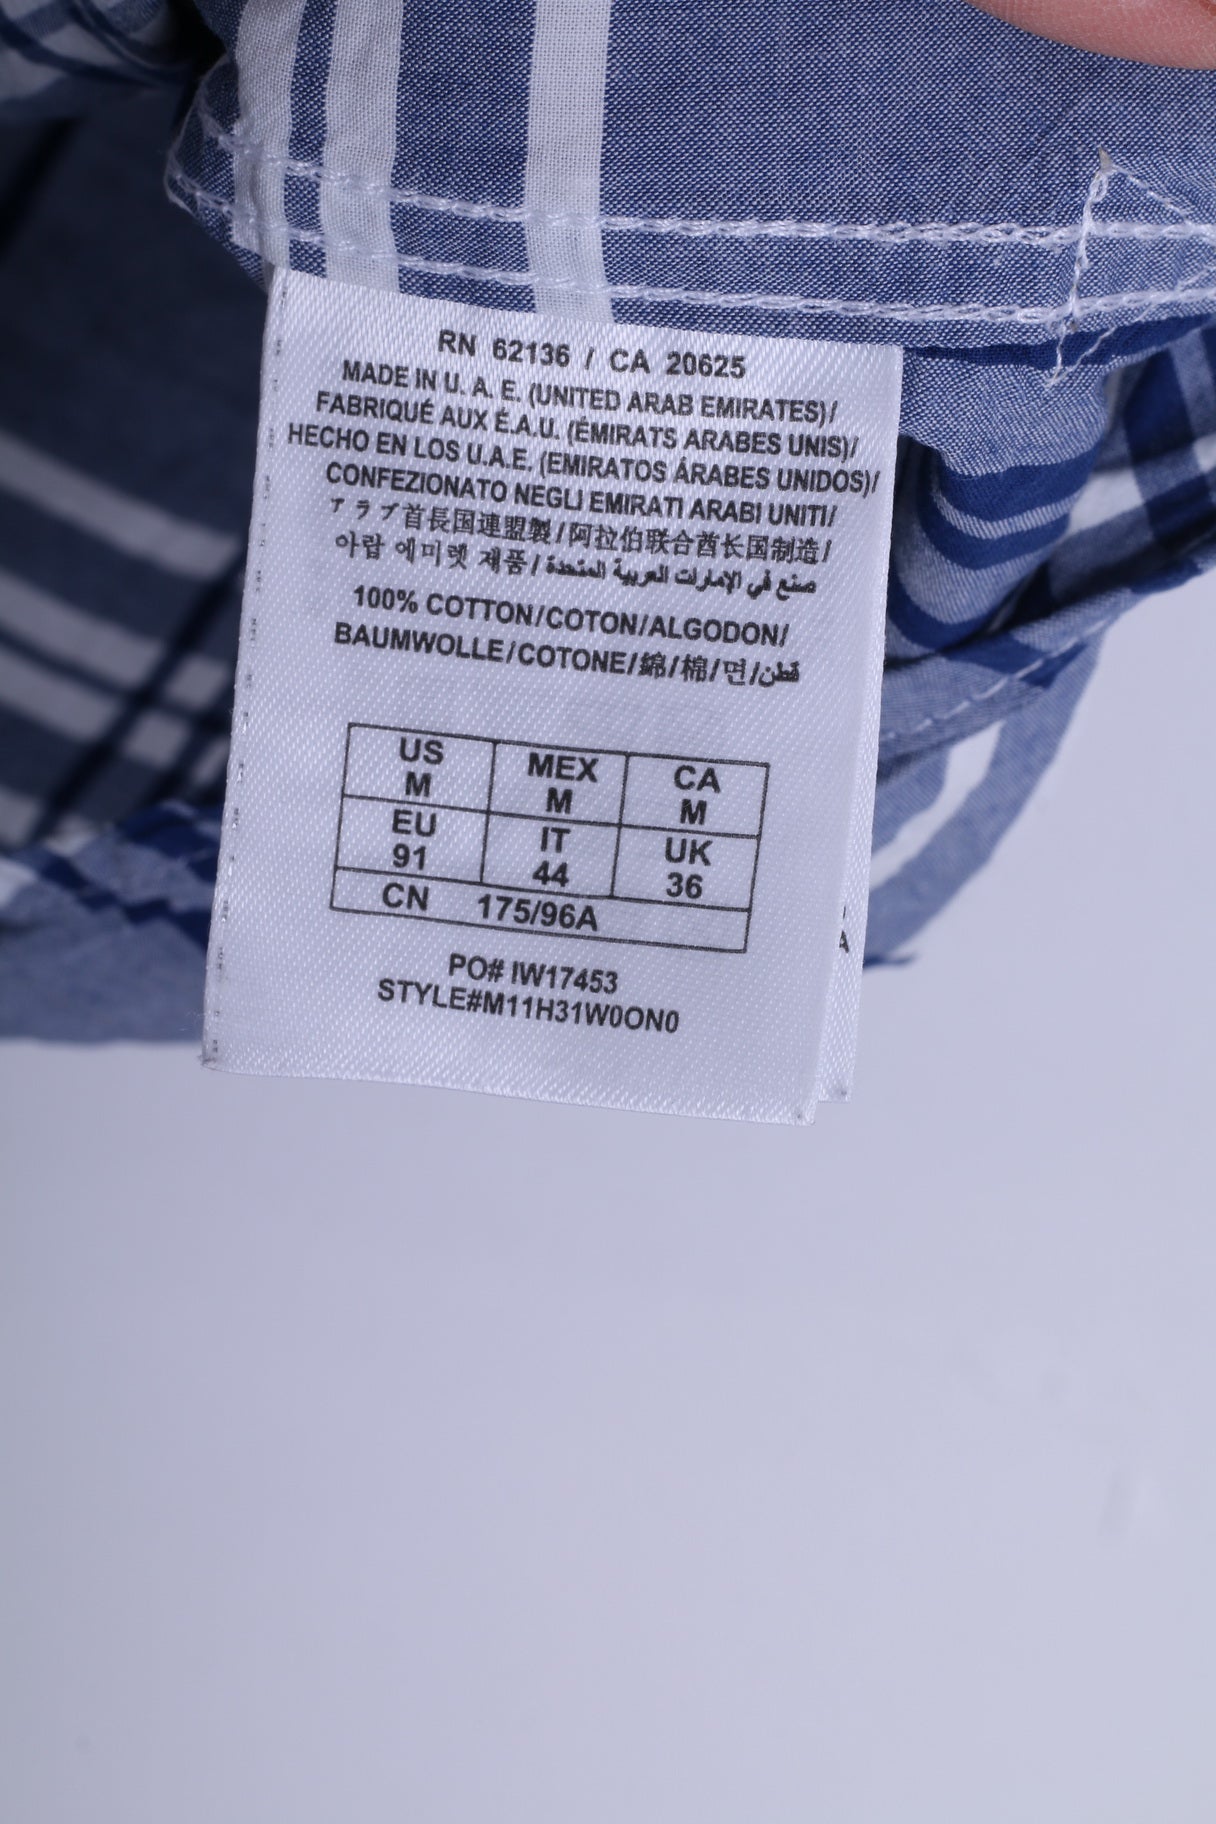 RN 62136 / CA 20625
MADE IN U. A. E. (UNITED ARAB EMIRATES)/
FABRIQUÉ AUX É.A.U. (ÉMIRATS ARABES UNIS)/
HECHO EN LOS U.A.E. (EMIRATOS ÁRABES UNIDOS)/
CONFEZIONATO NEGLI EMIRATI ARABI UNITI/
アラブ首長国連盟製/阿拉伯联合酋长国制造/
아랍 에미렛 제품/صنع في الإمارات العربية المتحدة
100% COTTON/COTON/ALGODON/
BAUMWOLLE/COTONE/綿/棉/면/قطن
US MEX CA
M M M
EU IT UK
91 44 36
CN 175/96A
PO# IW17453
STYLE#M11H31W0ON0
A